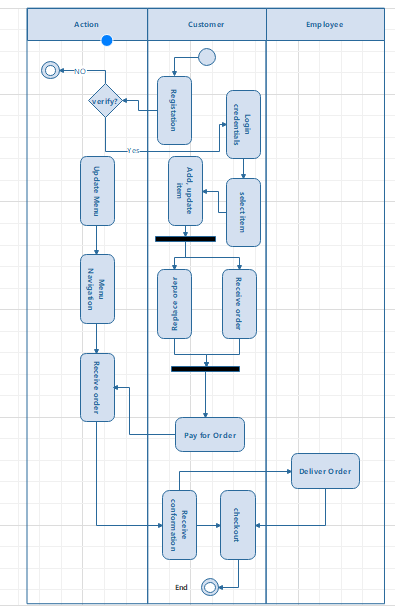 Action
Customer
Employee
NO
verify?
Registation
Login
credentials
Yes
Update Menu
Add, update
item
select item
Menu
Navigation
Replace order
Receive order
Receive order
Pay for Order
Deliver Order
Receive
conformation
checkout
End